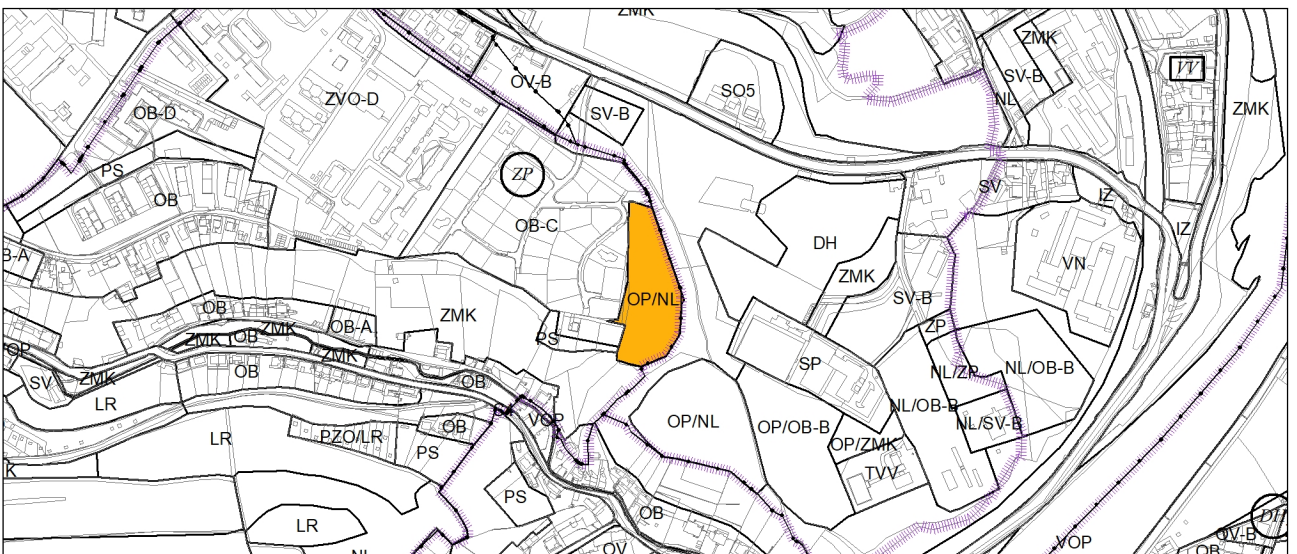 ZMK
ZMK
OV-B
SV-B
VV
ZVO-D
SO5
SV-B
NL
ZMK
OB-D
PS
ZP
SV
IZ
OB
OB-C
IZ
DH
B-A
VN
ZMK
SV-B
OP/NL
OB
ZMK
OB-A
ZMK
ZP
ZMK
OB
PS
ZMK
SP
NL/ZP
NL/OB-B
SV
ZMK
OB
OB
LR
NL/OB-B
VOP
OP/NL
OP/OB-B
NL/SV-B
LR
PZO/LR
OB
PS
OP/ZMK
TVV
K
PS
OB
DH
LR
OV-B
VOP
OV
OB
NL